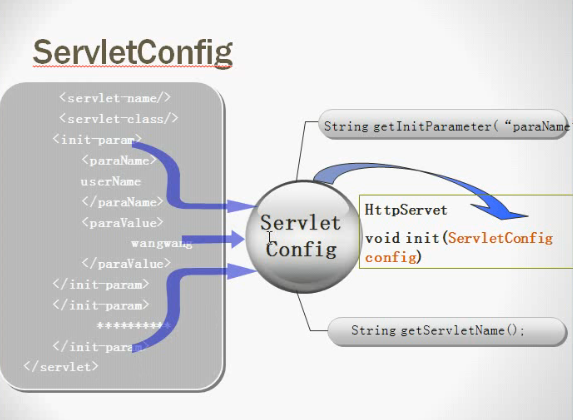 ServletConfig
<servlet-name/>
<servlet-class/>
<init-param>
<paraName>
userName
</paraName>
<paraValue>
wangwang
</paraValue>
</init-param>
</init-param>
**********
</init-param>
</servlet>
Servlet
Config
String getInitParameter( “paraName
HttpServet
void init(ServletConfig
config)
String getServletName();